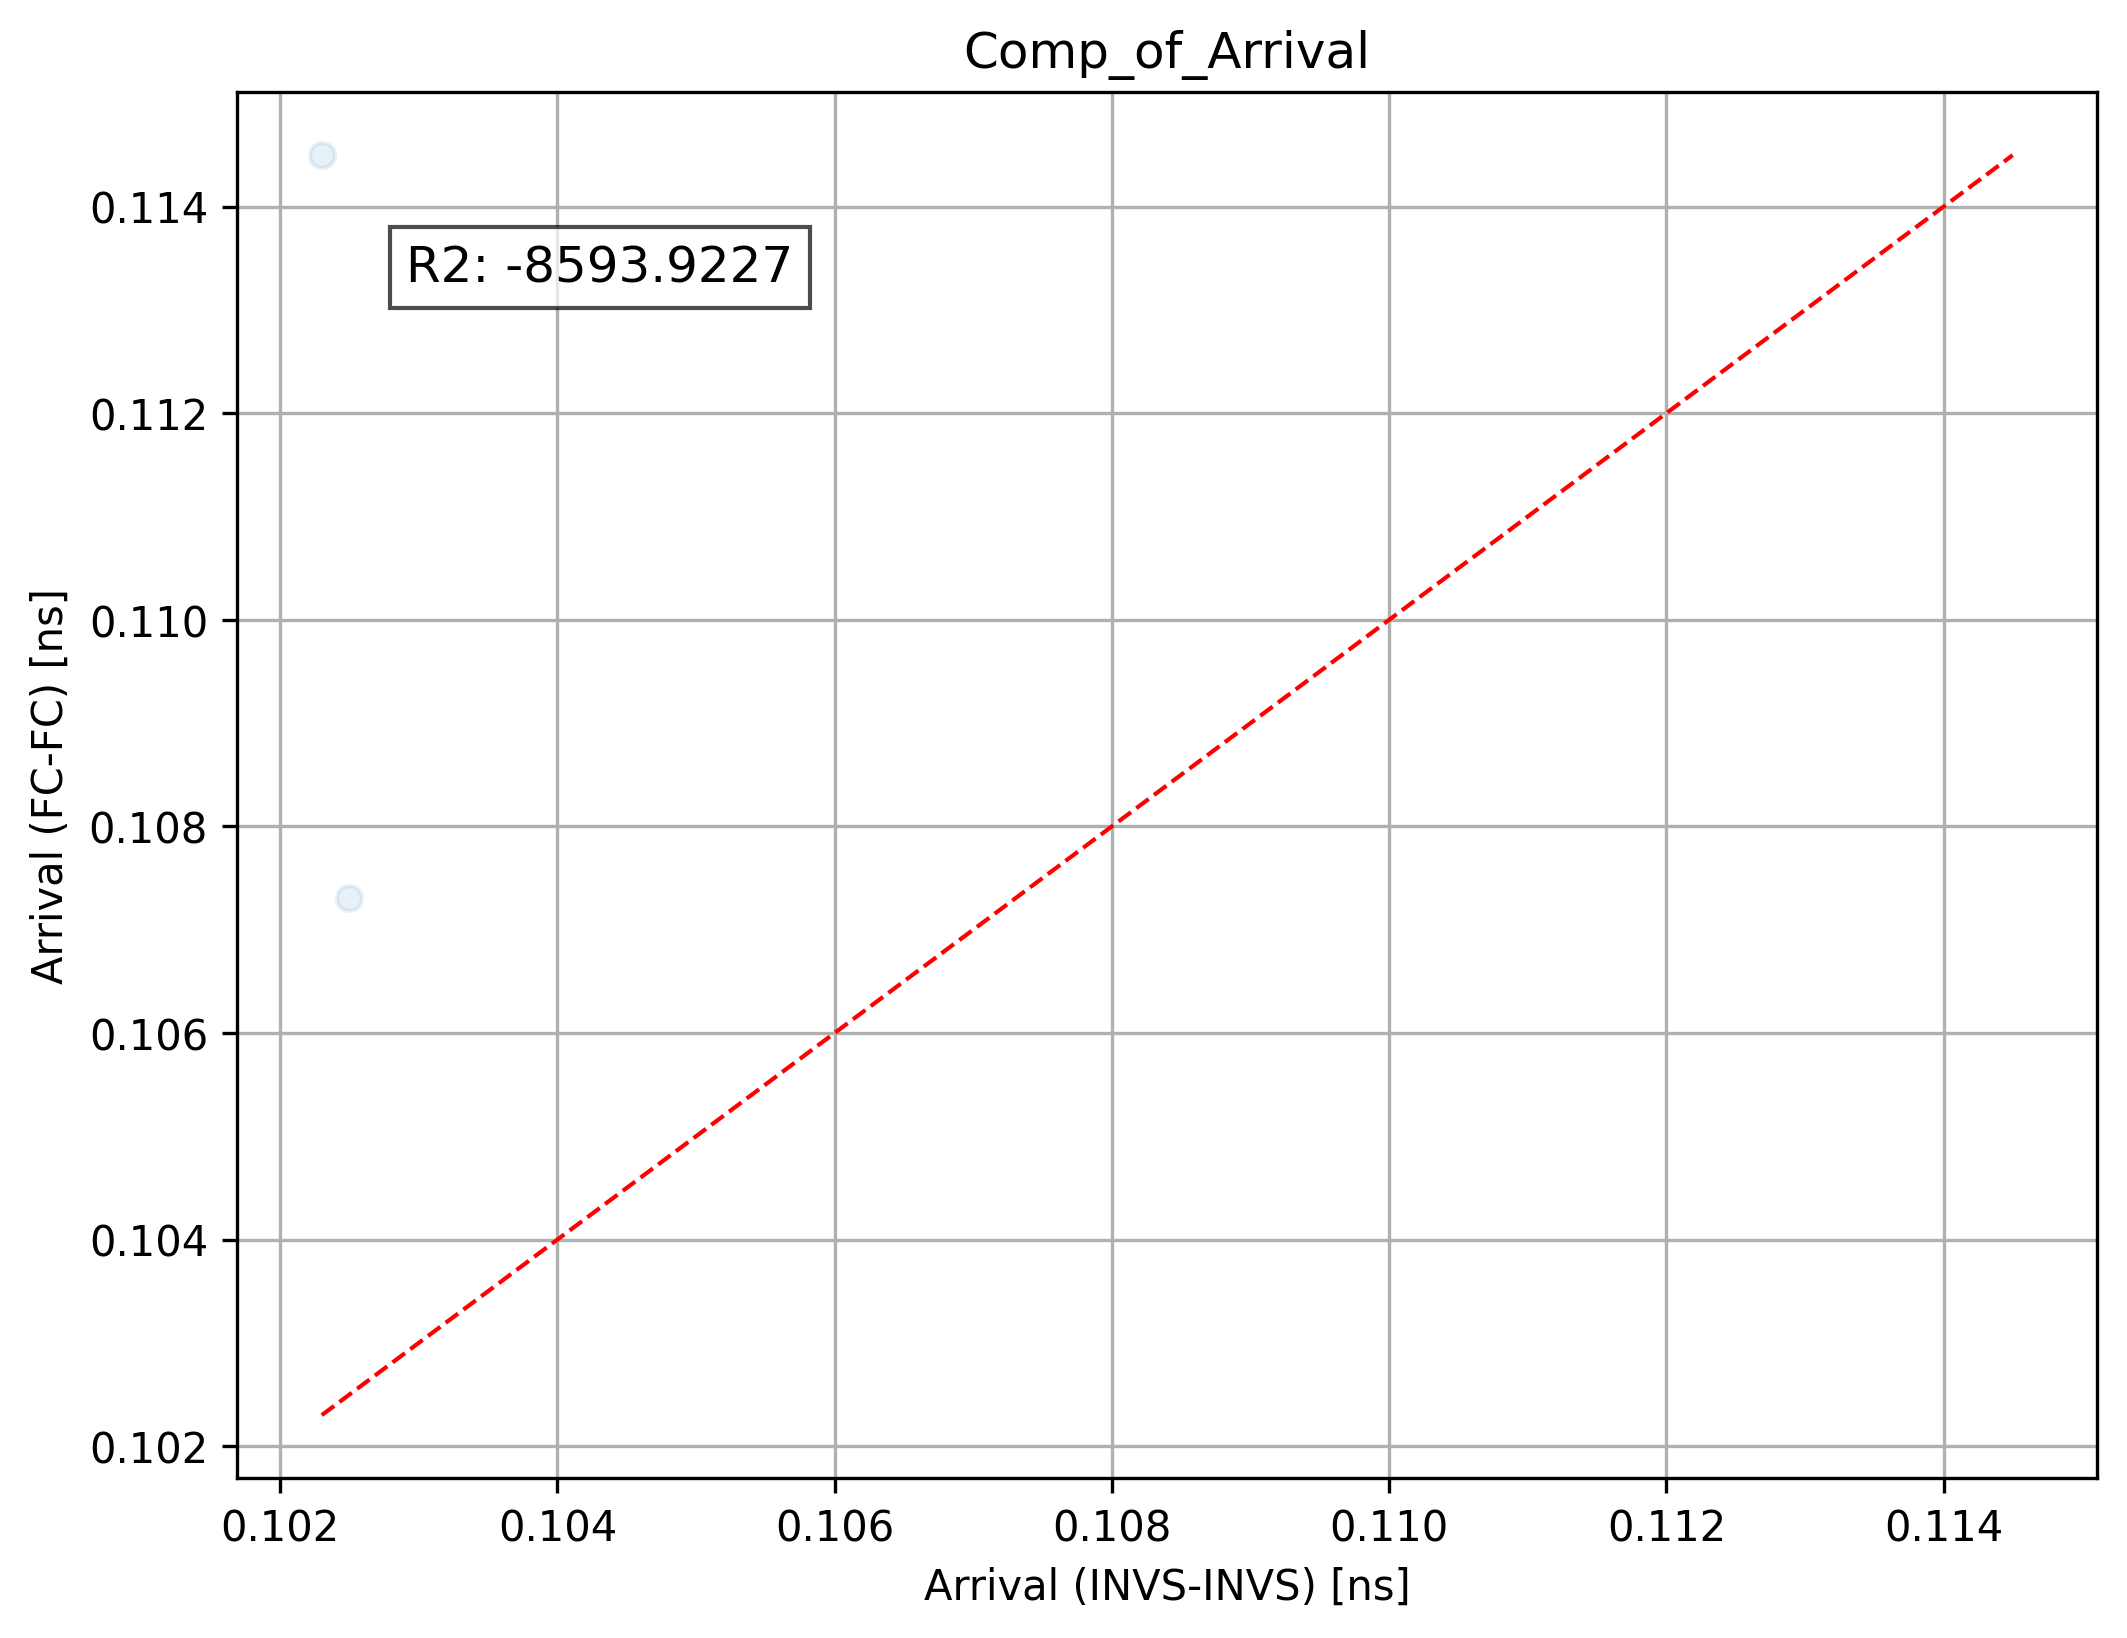 Comp_of_Arrival
R2: -8593.9227
Arrival (FC-FC) [ns]
0.114
0.112
0.110
0.108
0.106
0.104
0.102
0.102 0.104 0.106 0.108 0.110 0.112 0.114
Arrival (INVS-INVS) [ns]